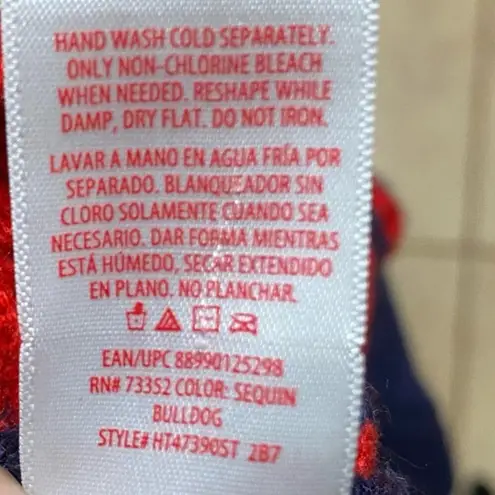 HAND WASH COLD SEPARATELY.
ONLY NON-CHLORINE BLEACH
WHEN NEEDED. RESHAPE WHILE
DAMP, DRY FLAT. DO NOT IRON.
LAVAR A MANO EN AGUA FRÍA POR
SEPARADO. BLANQUEADOR SIN
CLORO SOLAMENTE CUANDO SEA
NECESARIO. DAR FORMA MIENTRAS
ESTÁ HÚMEDO, SECAR EXTENDIDO
EN PLANO. NO PLANCHAR.
EAN/UPC 88990125298
RN# 73352 COLOR: SEQUIN
BULLDOG
STYLE# HT47390ST 2B7